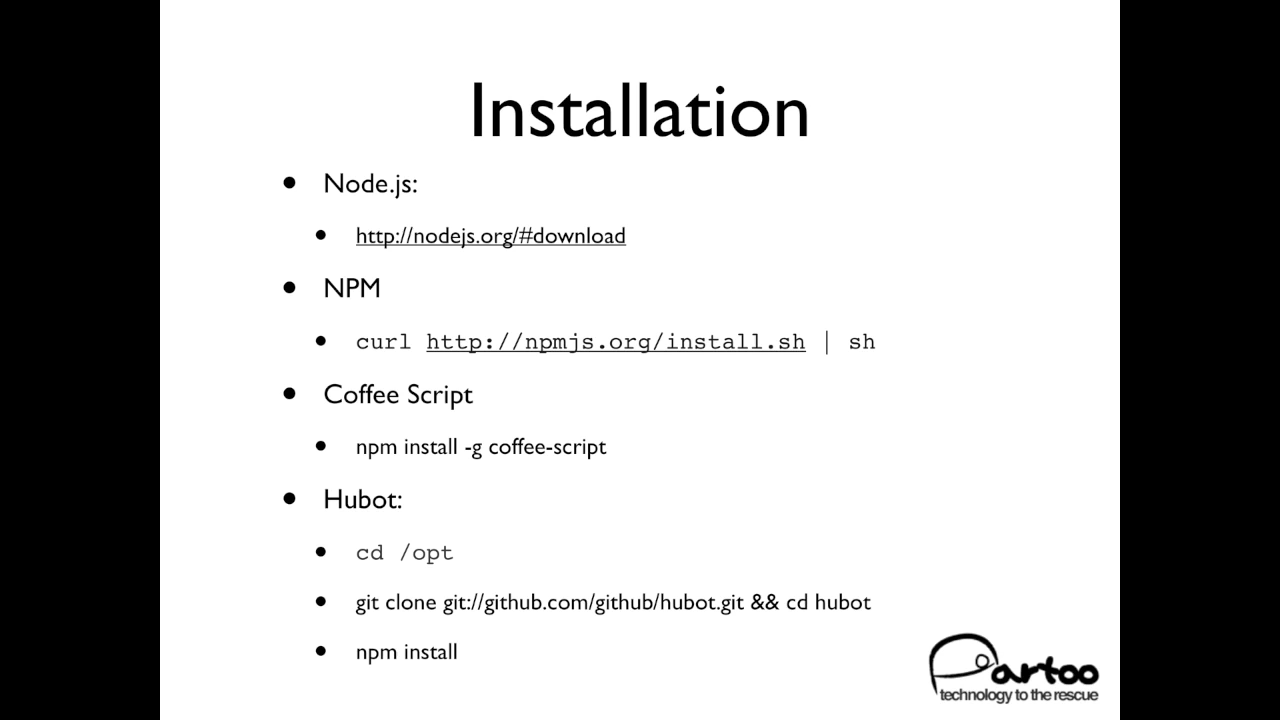 Installation
Node.js:
http://nodejs.org/#download
NPM
curl http://npmjs.org/install.sh | sh
Coffee Script
npm install -g coffee-script
Hubot:
cd /opt
git clone git://github.com/github/hubot.git && cd hubot
npm install
artoo
technology to the rescue